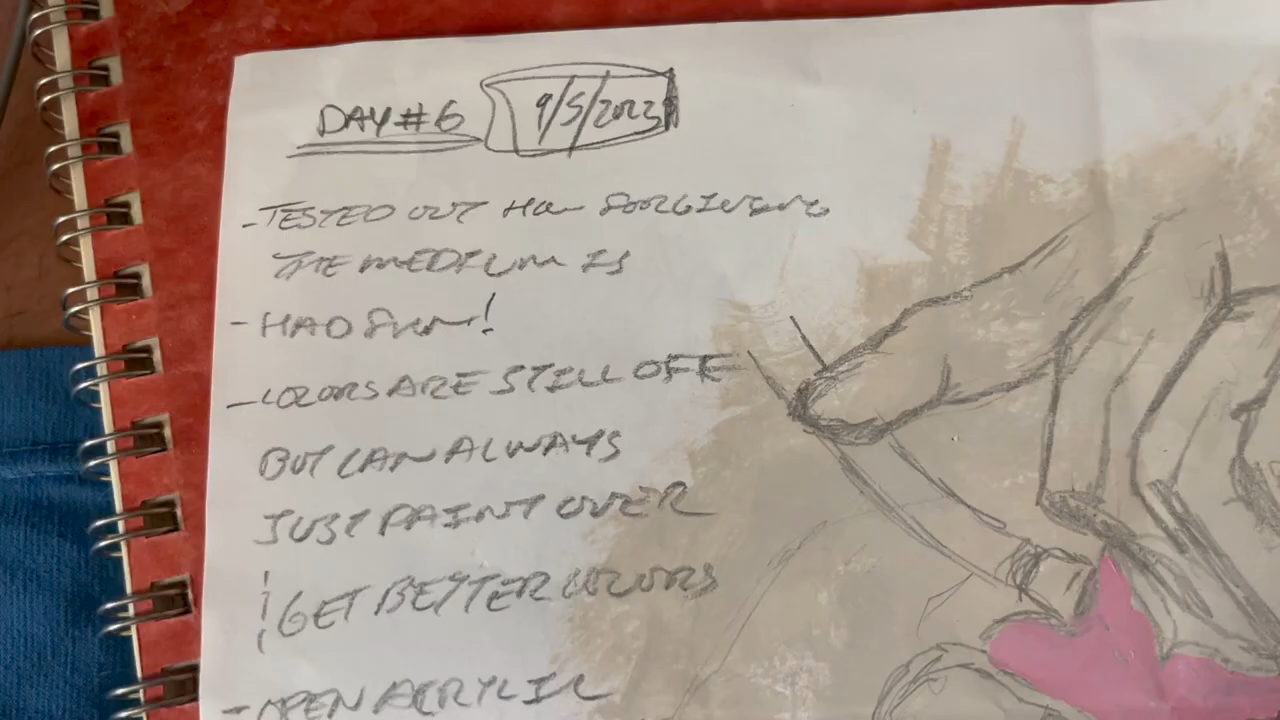 DAY #6 9/5/2023
- TESTED OUT HOW FORGIVING
THE MEDIUM IS
- HAD FUN!
- COLORS ARE STILL OFF
BUT CAN ALWAYS
JUST PAINT OVER
! GET BETTER COLORS
- OPEN ACRYLIC